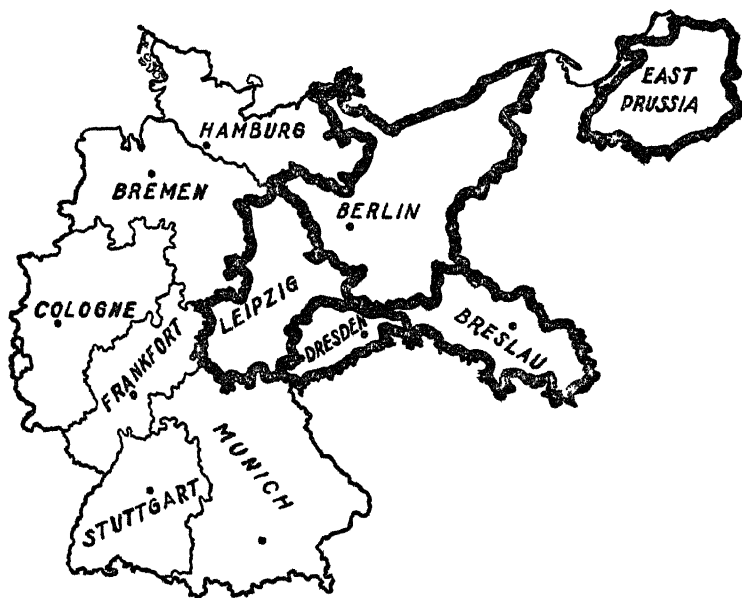 EAST
PRUSSIA
HAMBURG
BREMEN
BERLIN
COLOGNE
LEIPZIG
FRANKFORT
DRESDEN
BRESLAU
MUNICH
STUTTGART